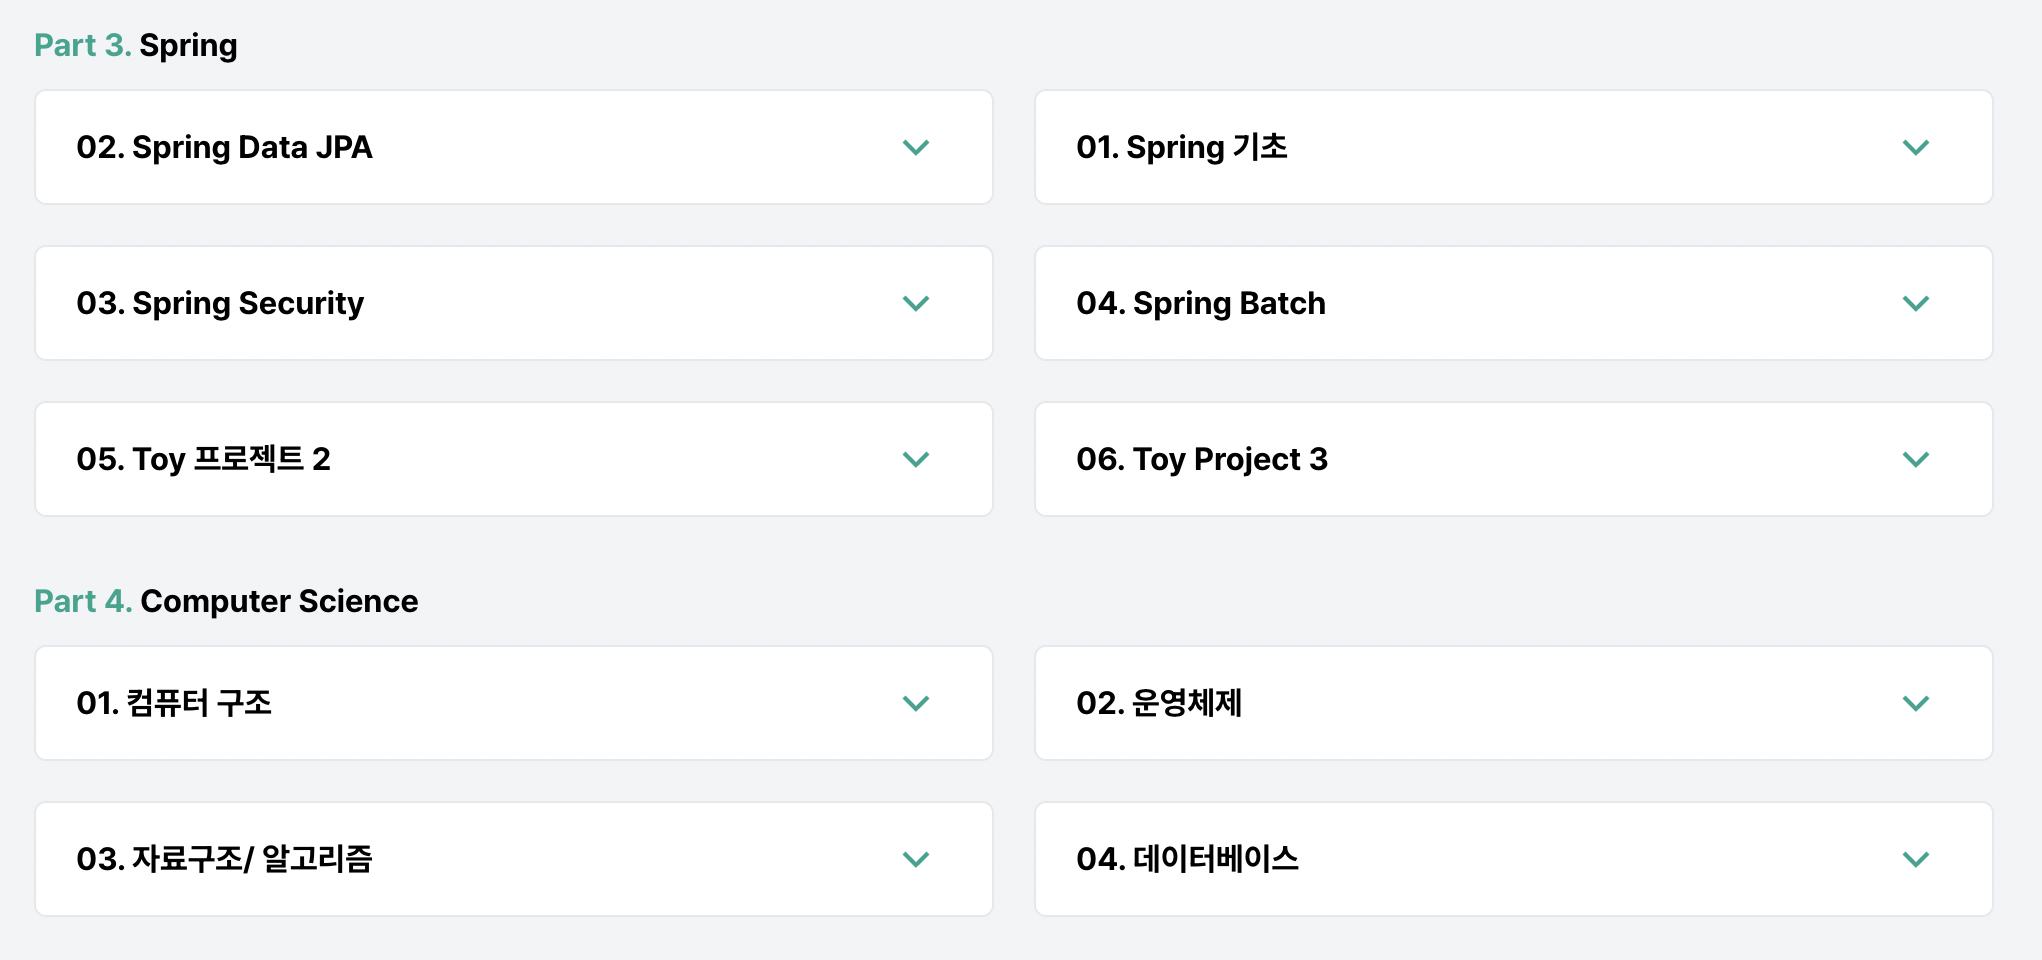 Part 3. Spring
02. Spring Data JPA
01. Spring 기초
03. Spring Security
04. Spring Batch
05. Toy 프로젝트 2
06. Toy Project 3
Part 4. Computer Science
01. 컴퓨터 구조
02. 운영체제
03. 자료구조/ 알고리즘
04. 데이터베이스